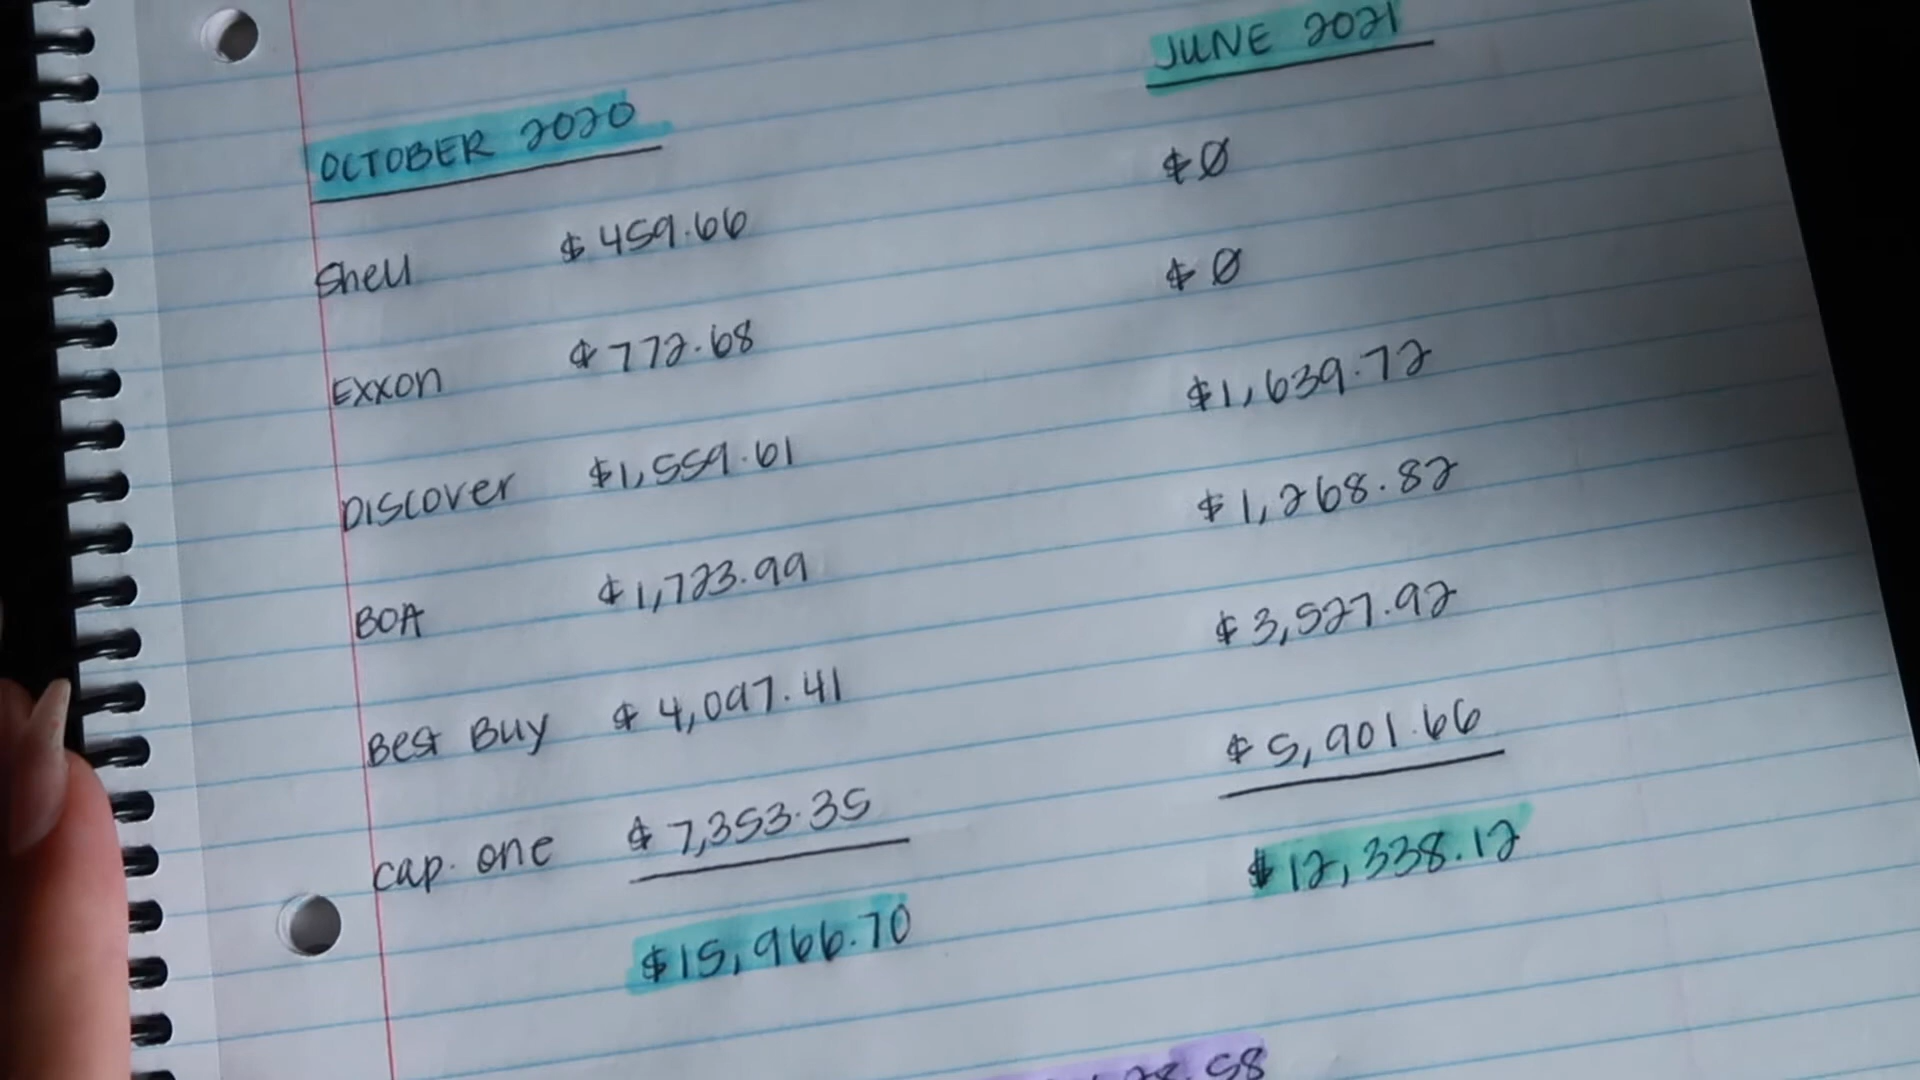 JUNE 2021
OCTOBER 2020
$0
Shell $459.66
$0
Exxon $772.68
$1,639.72
Discover $1,559.61
$1,268.82
BOA $1,723.99
$3,527.92
Best Buy $4,097.41
$5,901.66
cap. one $7,353.35
$12,338.12
$15,966.70